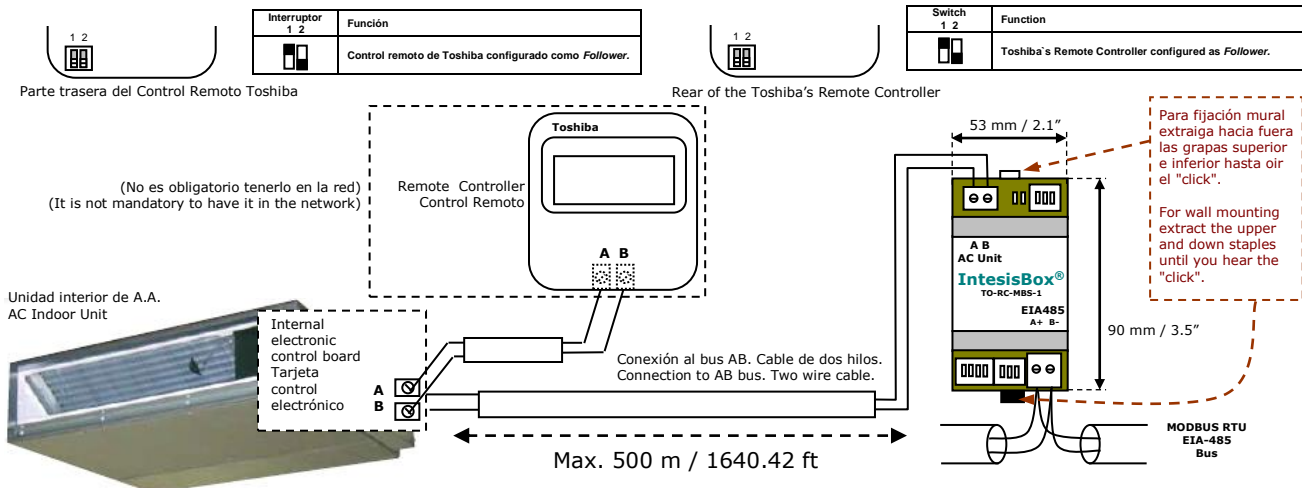 1 2
Parte trasera del Control Remoto Toshiba
Interruptor
1 2
Función
Control remoto de Toshiba configurado como Follower.
1 2
Rear of the Toshiba's Remote Controller
Switch
1 2
Function
Toshiba`s Remote Controller configured as Follower.
(No es obligatorio tenerlo en la red)
(It is not mandatory to have it in the network)
Remote Controller
Control Remoto
Toshiba
A B
53 mm / 2.1”
Para fijación mural
extraiga hacia fuera
las grapas superior
e inferior hasta oir
el "click".
For wall mounting
extract the upper
and down staples
until you hear the
"click".
A B
AC Unit
IntesisBox®
TO-RC-MBS-1
EIA485
A+ B-
90 mm / 3.5”
Unidad interior de A.A.
AC Indoor Unit
Internal
electronic
control board
Tarjeta
control
electrónico
A
B
Conexión al bus AB. Cable de dos hilos.
Connection to AB bus. Two wire cable.
Max. 500 m / 1640.42 ft
MODBUS RTU
EIA-485
Bus